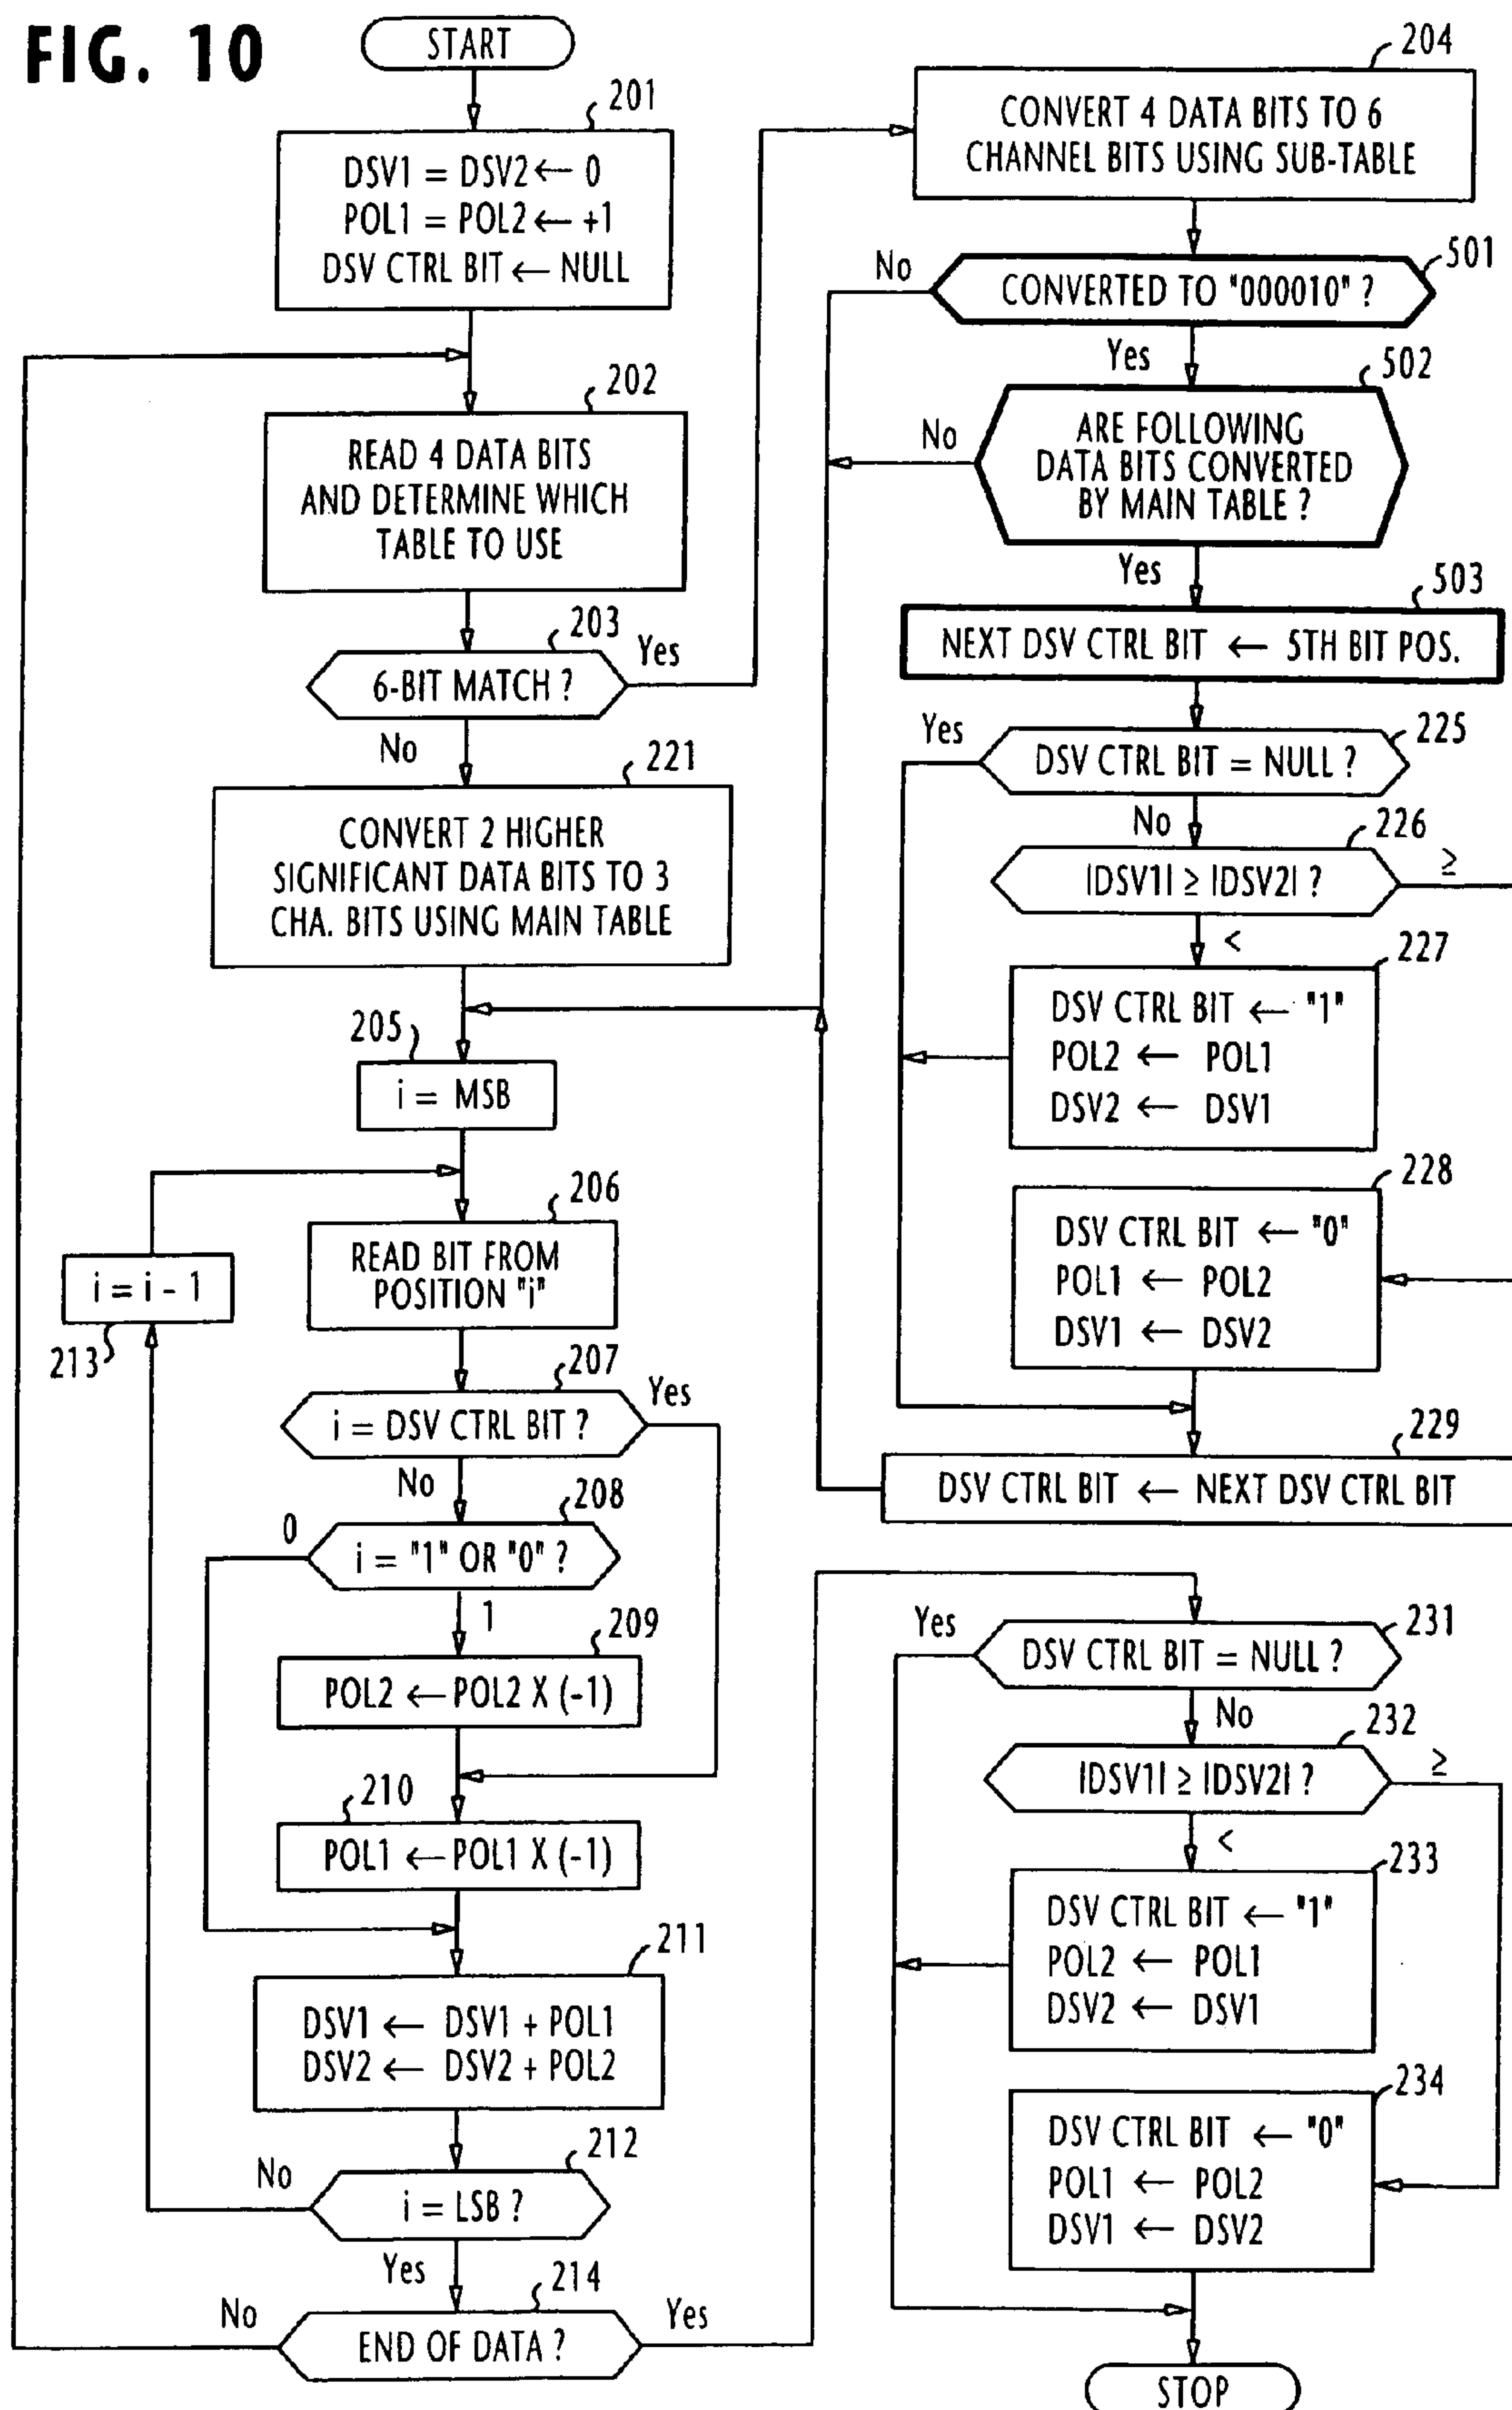 FIG. 10
START
201
DSV1 = DSV2 ← 0
POL1 = POL2 ← +1
DSV CTRL BIT ← NULL
202
READ 4 DATA BITS
AND DETERMINE WHICH
TABLE TO USE
203
6-BIT MATCH ?
Yes
No
221
CONVERT 2 HIGHER
SIGNIFICANT DATA BITS TO 3
CHA. BITS USING MAIN TABLE
205
i = MSB
206
READ BIT FROM
POSITION "i"
i = i - 1
213
207
i = DSV CTRL BIT ?
Yes
No
208
i = "1" OR "0" ?
0
1
209
POL2 ← POL2 X (-1)
210
POL1 ← POL1 X (-1)
211
DSV1 ← DSV1 + POL1
DSV2 ← DSV2 + POL2
212
i = LSB ?
No
Yes
214
END OF DATA ?
No
Yes
204
CONVERT 4 DATA BITS TO 6
CHANNEL BITS USING SUB-TABLE
501
CONVERTED TO "000010" ?
No
Yes
502
ARE FOLLOWING
DATA BITS CONVERTED
BY MAIN TABLE ?
No
Yes
503
NEXT DSV CTRL BIT ← 5TH BIT POS.
225
DSV CTRL BIT = NULL ?
Yes
No
226
|DSV1| ≥ |DSV2| ?
≥
<
227
DSV CTRL BIT ← "1"
POL2 ← POL1
DSV2 ← DSV1
228
DSV CTRL BIT ← "0"
POL1 ← POL2
DSV1 ← DSV2
229
DSV CTRL BIT ← NEXT DSV CTRL BIT
231
DSV CTRL BIT = NULL ?
Yes
No
232
|DSV1| ≥ |DSV2| ?
≥
<
233
DSV CTRL BIT ← "1"
POL2 ← POL1
DSV2 ← DSV1
234
DSV CTRL BIT ← "0"
POL1 ← POL2
DSV1 ← DSV2
STOP